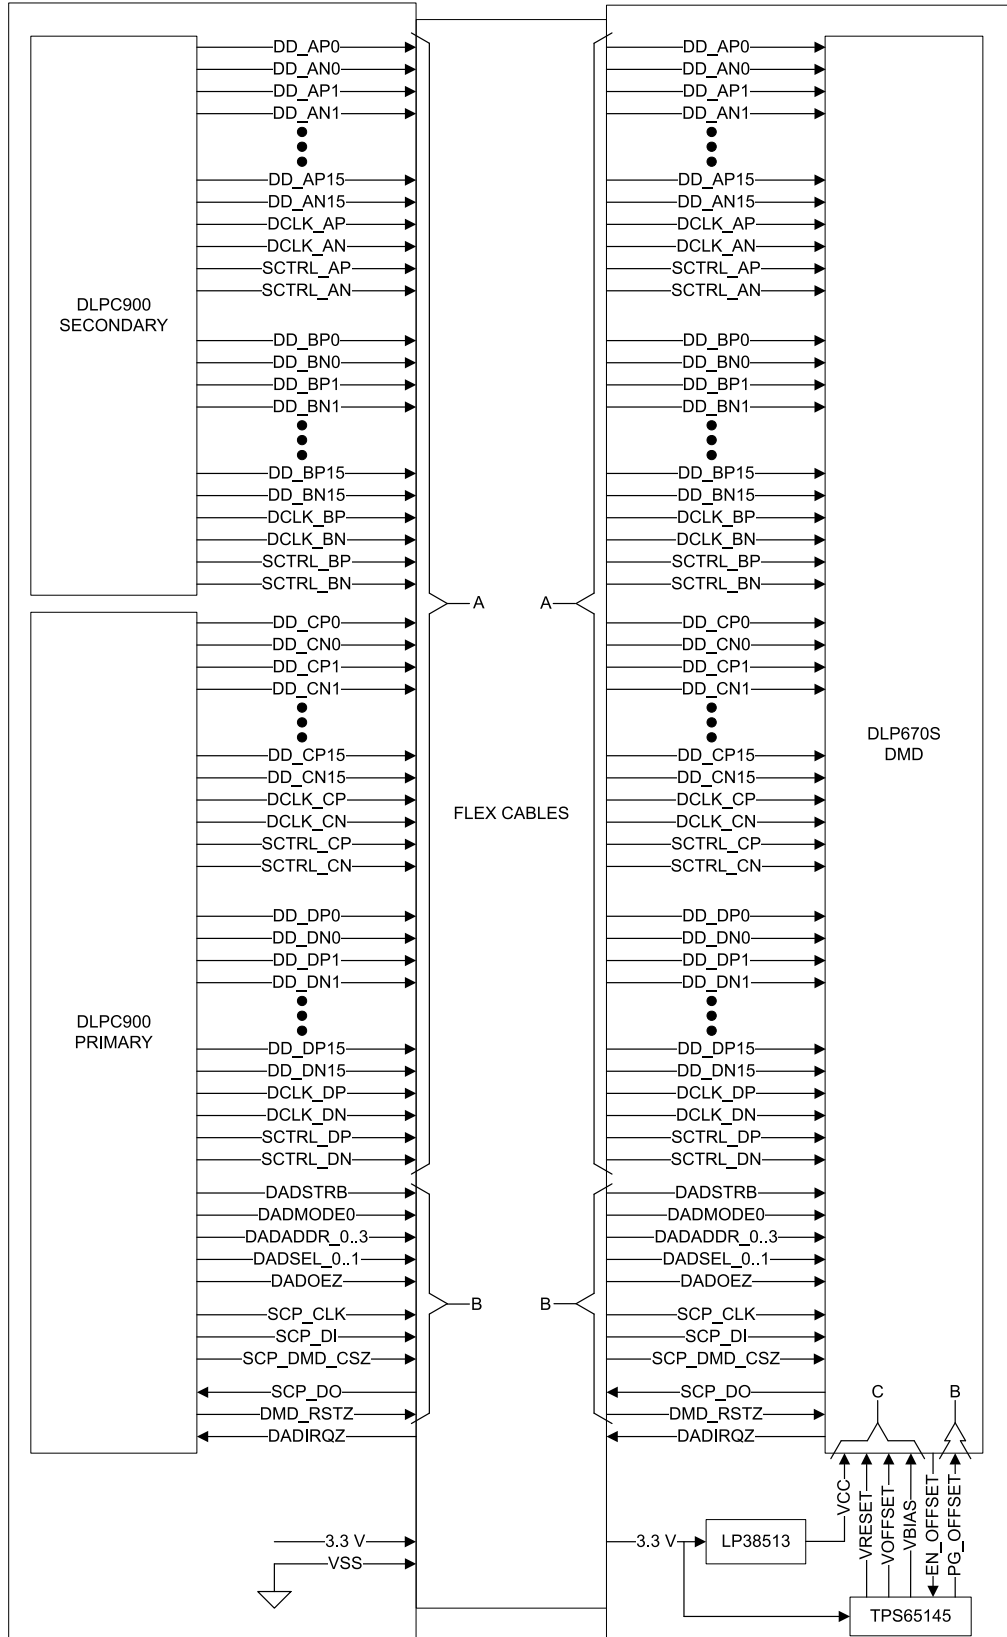 DLPC900
SECONDARY
DD_AP0
DD_AN0
DD_AP1
DD_AN1
DD_AP15
DD_AN15
DCLK_AP
DCLK_AN
SCTRL_AP
SCTRL_AN
DD_BP0
DD_BN0
DD_BP1
DD_BN1
DD_BP15
DD_BN15
DCLK_BP
DCLK_BN
SCTRL_BP
SCTRL_BN
DLPC900
PRIMARY
DD_CP0
DD_CN0
DD_CP1
DD_CN1
DD_CP15
DD_CN15
DCLK_CP
DCLK_CN
SCTRL_CP
SCTRL_CN
DD_DP0
DD_DN0
DD_DP1
DD_DN1
DD_DP15
DD_DN15
DCLK_DP
DCLK_DN
SCTRL_DP
SCTRL_DN
DADSTRB
DADMODE0
DADADDR_0..3
DADSEL_0..1
DADOEZ
SCP_CLK
SCP_DI
SCP_DMD_CSZ
SCP_DO
DMD_RSTZ
DADIRQZ
3.3 V
VSS
A
B
FLEX CABLES
A
B
DD_AP0
DD_AN0
DD_AP1
DD_AN1
DD_AP15
DD_AN15
DCLK_AP
DCLK_AN
SCTRL_AP
SCTRL_AN
DD_BP0
DD_BN0
DD_BP1
DD_BN1
DD_BP15
DD_BN15
DCLK_BP
DCLK_BN
SCTRL_BP
SCTRL_BN
DD_CP0
DD_CN0
DD_CP1
DD_CN1
DD_CP15
DD_CN15
DCLK_CP
DCLK_CN
SCTRL_CP
SCTRL_CN
DD_DP0
DD_DN0
DD_DP1
DD_DN1
DD_DP15
DD_DN15
DCLK_DP
DCLK_DN
SCTRL_DP
SCTRL_DN
DADSTRB
DADMODE0
DADADDR_0..3
DADSEL_0..1
DADOEZ
SCP_CLK
SCP_DI
SCP_DMD_CSZ
SCP_DO
DMD_RSTZ
DADIRQZ
DLP670S
DMD
C
B
VCC
VRESET
VOFFSET
VBIAS
EN_OFFSET
PG_OFFSET
3.3 V
LP38513
TPS65145